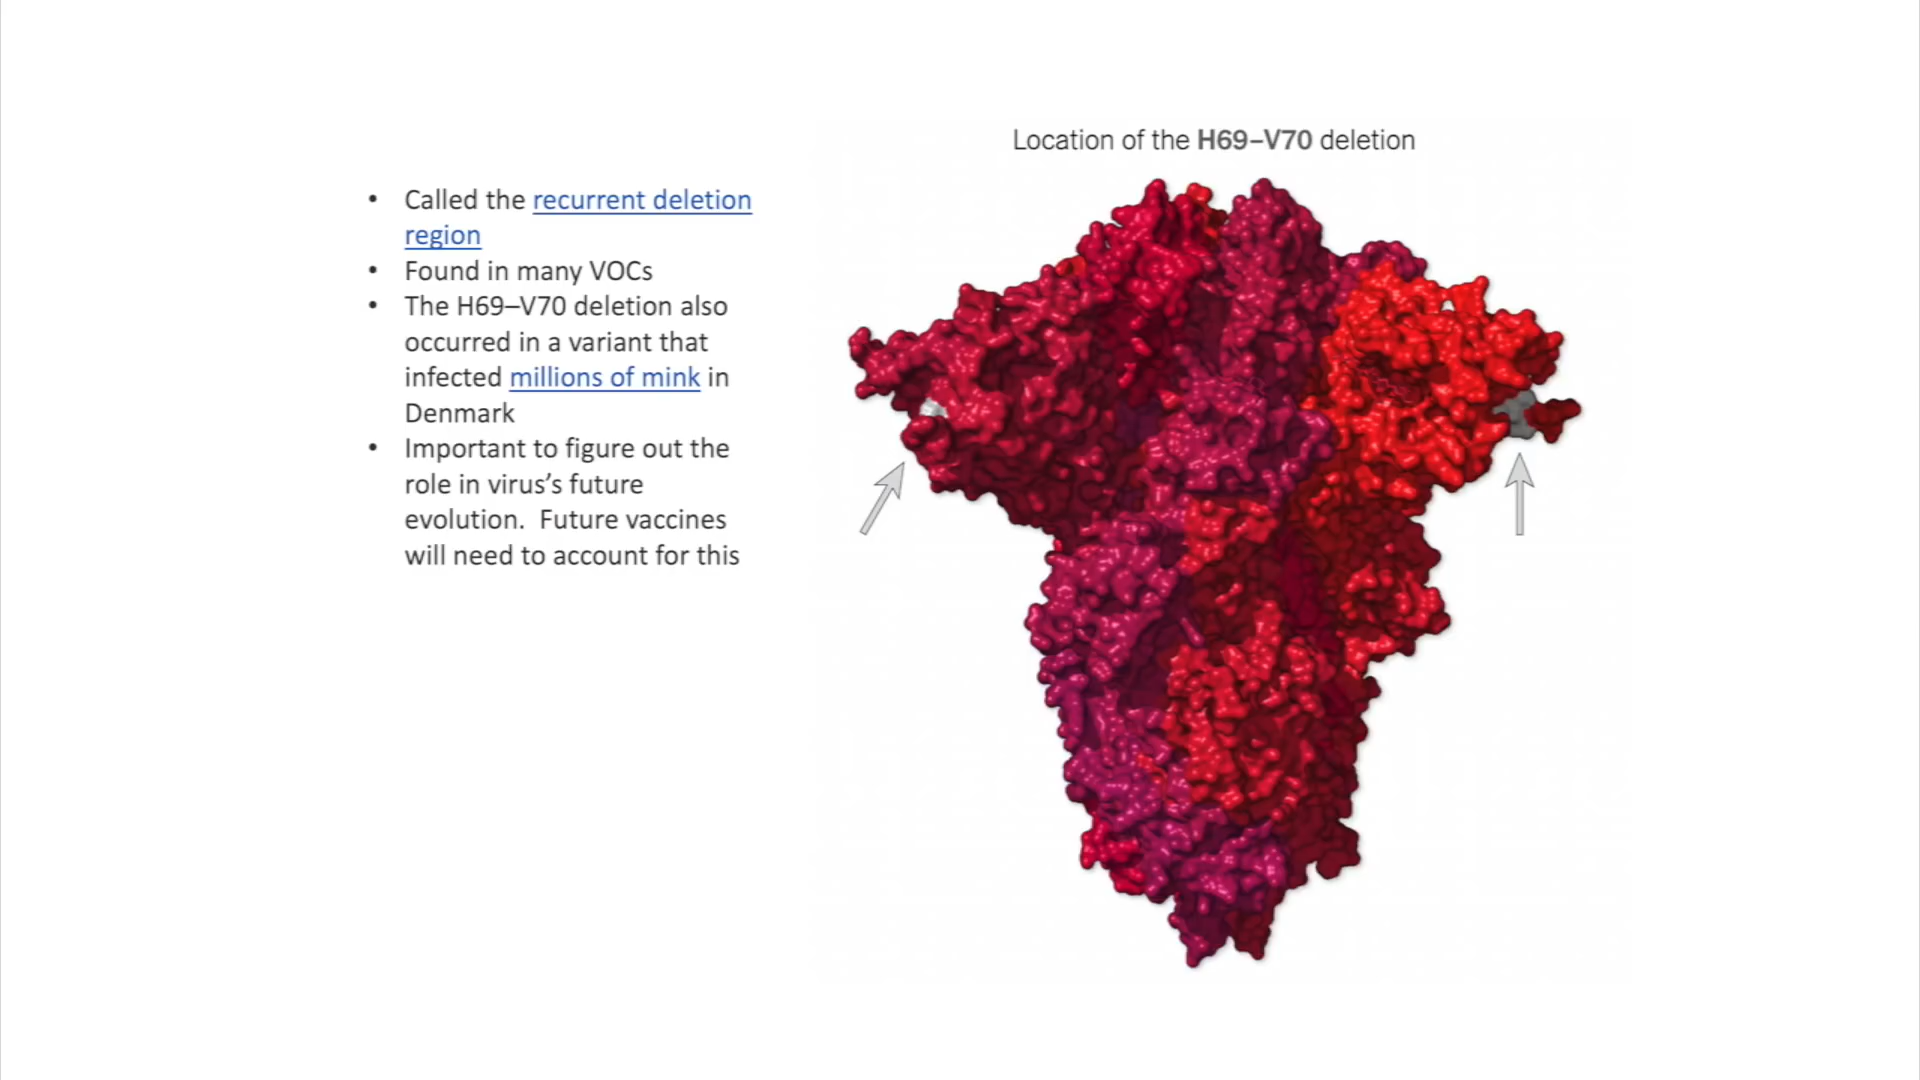 Location of the H69–V70 deletion
• Called the recurrent deletion
region
• Found in many VOCs
• The H69–V70 deletion also
occurred in a variant that
infected millions of mink in
Denmark
• Important to figure out the
role in virus’s future
evolution.  Future vaccines
will need to account for this